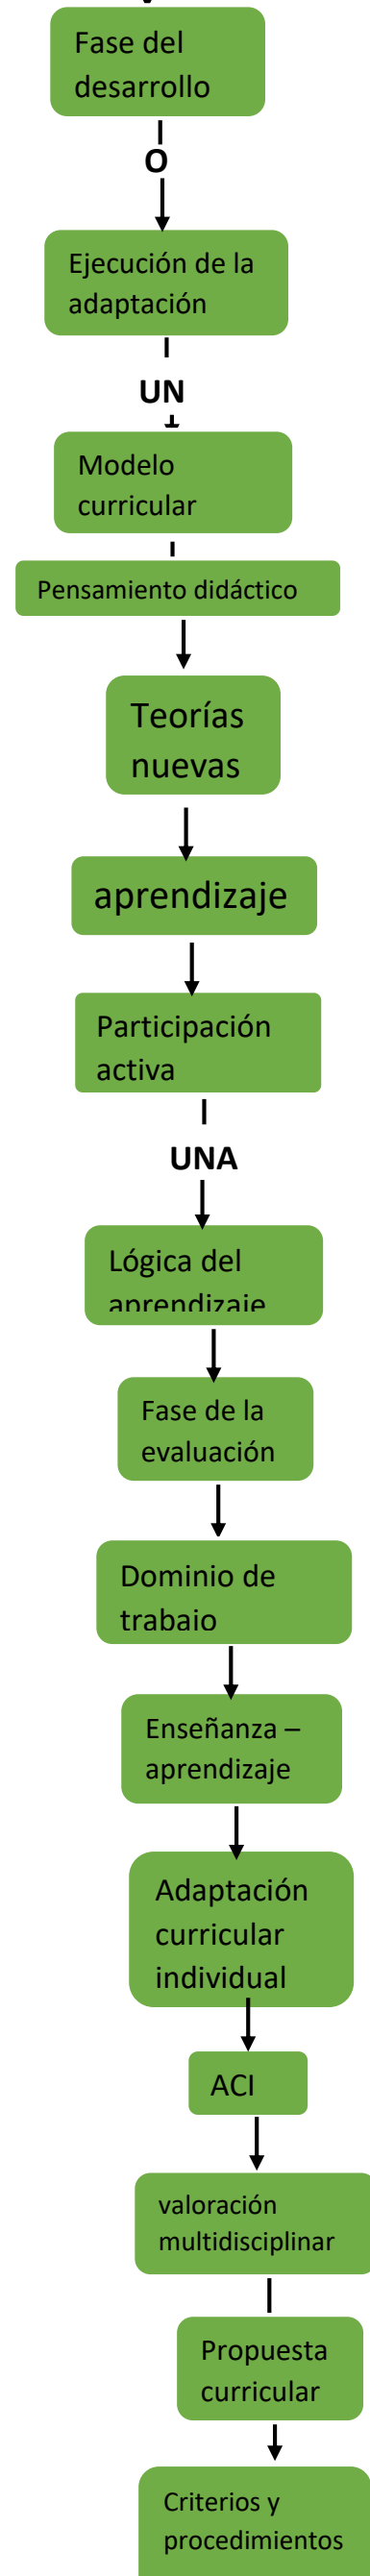 Fase del
desarrollo
O
Ejecución de la
adaptación
UN
Modelo
curricular
Pensamiento didáctico
Teorías
nuevas
aprendizaje
Participación
activa
UNA
Lógica del
aprendizaje
Fase de la
evaluación
Dominio de
trabajo
Enseñanza –
aprendizaje
Adaptación
curricular
individual
ACI
valoración
multidisciplinar
Propuesta
curricular
Criterios y
procedimientos